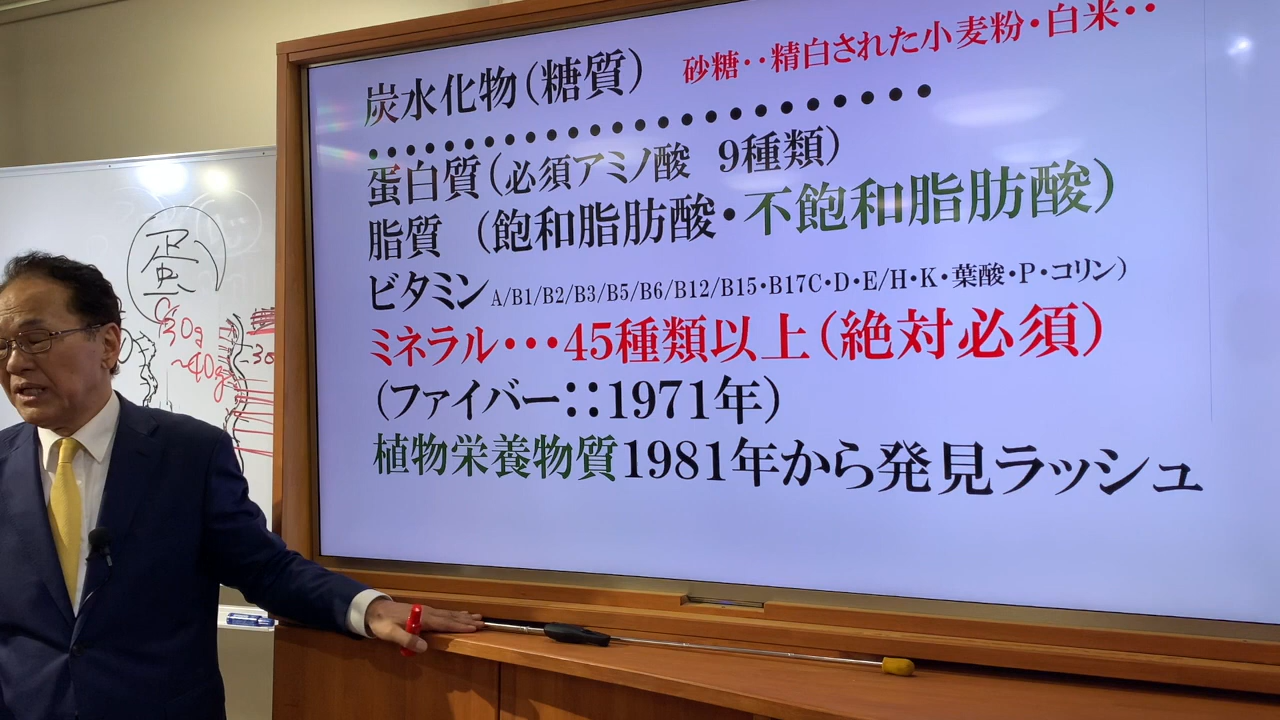 炭水化物(糖質) 砂糖‥精白された小麦粉・白米‥
蛋白質(必須アミノ酸 9種類)
脂質 (飽和脂肪酸・不飽和脂肪酸)
ビタミンA/B1/B2/B3/B5/B6/B12/B15・B17C・D・E/H・K・葉酸・P・コリン)
ミネラル・・・45種類以上(絶対必須)
(ファイバー::1971年)
植物栄養物質1981年から発見ラッシュ
蛋
30g
~40g